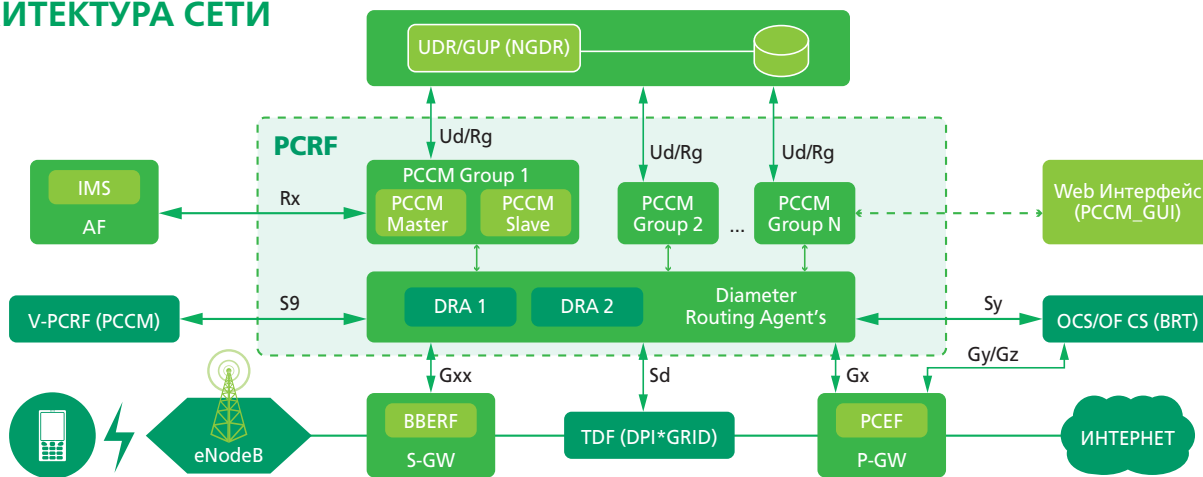 ИТЕКТУРА СЕТИ
UDR/GUP (NGDR)
PCRF
Ud/Rg
Ud/Rg
Ud/Rg
IMS
AF
Rx
PCCM Group 1
PCCM
Master
PCCM
Slave
PCCM
Group 2
...
PCCM
Group N
Web Интерфейс
(PCCM_GUI)
V-PCRF (PCCM)
S9
DRA 1
DRA 2
Diameter
Routing Agent's
Sy
OCS/OF CS (BRT)
Gxx
Sd
Gx
Gy/Gz
eNodeB
BBERF
S-GW
TDF (DPI*GRID)
PCEF
P-GW
ИНТЕРНЕТ